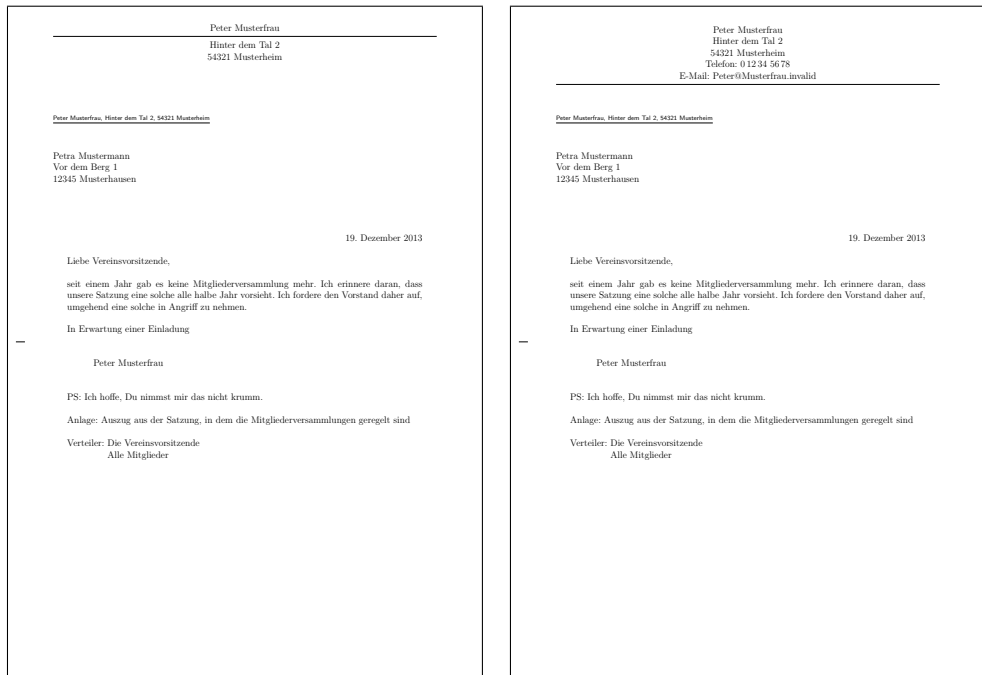 Peter Musterfrau
Hinter dem Tal 2
54321 Musterheim
Peter Musterfrau, Hinter dem Tal 2, 54321 Musterheim
Petra Mustermann
Vor dem Berg 1
12345 Musterhausen
19. Dezember 2013
Liebe Vereinsvorsitzende,
seit einem Jahr gab es keine Mitgliederversammlung mehr. Ich erinnere daran, dass
unsere Satzung eine solche alle halbe Jahr vorsieht. Ich fordere den Vorstand daher auf,
umgehend eine solche in Angriff zu nehmen.
In Erwartung einer Einladung
Peter Musterfrau
PS: Ich hoffe, Du nimmst mir das nicht krumm.
Anlage: Auszug aus der Satzung, in dem die Mitgliederversammlungen geregelt sind
Verteiler: Die Vereinsvorsitzende
Alle Mitglieder
Peter Musterfrau
Hinter dem Tal 2
54321 Musterheim
Telefon: 0 12 34 56 78
E-Mail: Peter@Musterfrau.invalid
Peter Musterfrau, Hinter dem Tal 2, 54321 Musterheim
Petra Mustermann
Vor dem Berg 1
12345 Musterhausen
19. Dezember 2013
Liebe Vereinsvorsitzende,
seit einem Jahr gab es keine Mitgliederversammlung mehr. Ich erinnere daran, dass
unsere Satzung eine solche alle halbe Jahr vorsieht. Ich fordere den Vorstand daher auf,
umgehend eine solche in Angriff zu nehmen.
In Erwartung einer Einladung
Peter Musterfrau
PS: Ich hoffe, Du nimmst mir das nicht krumm.
Anlage: Auszug aus der Satzung, in dem die Mitgliederversammlungen geregelt sind
Verteiler: Die Vereinsvorsitzende
Alle Mitglieder